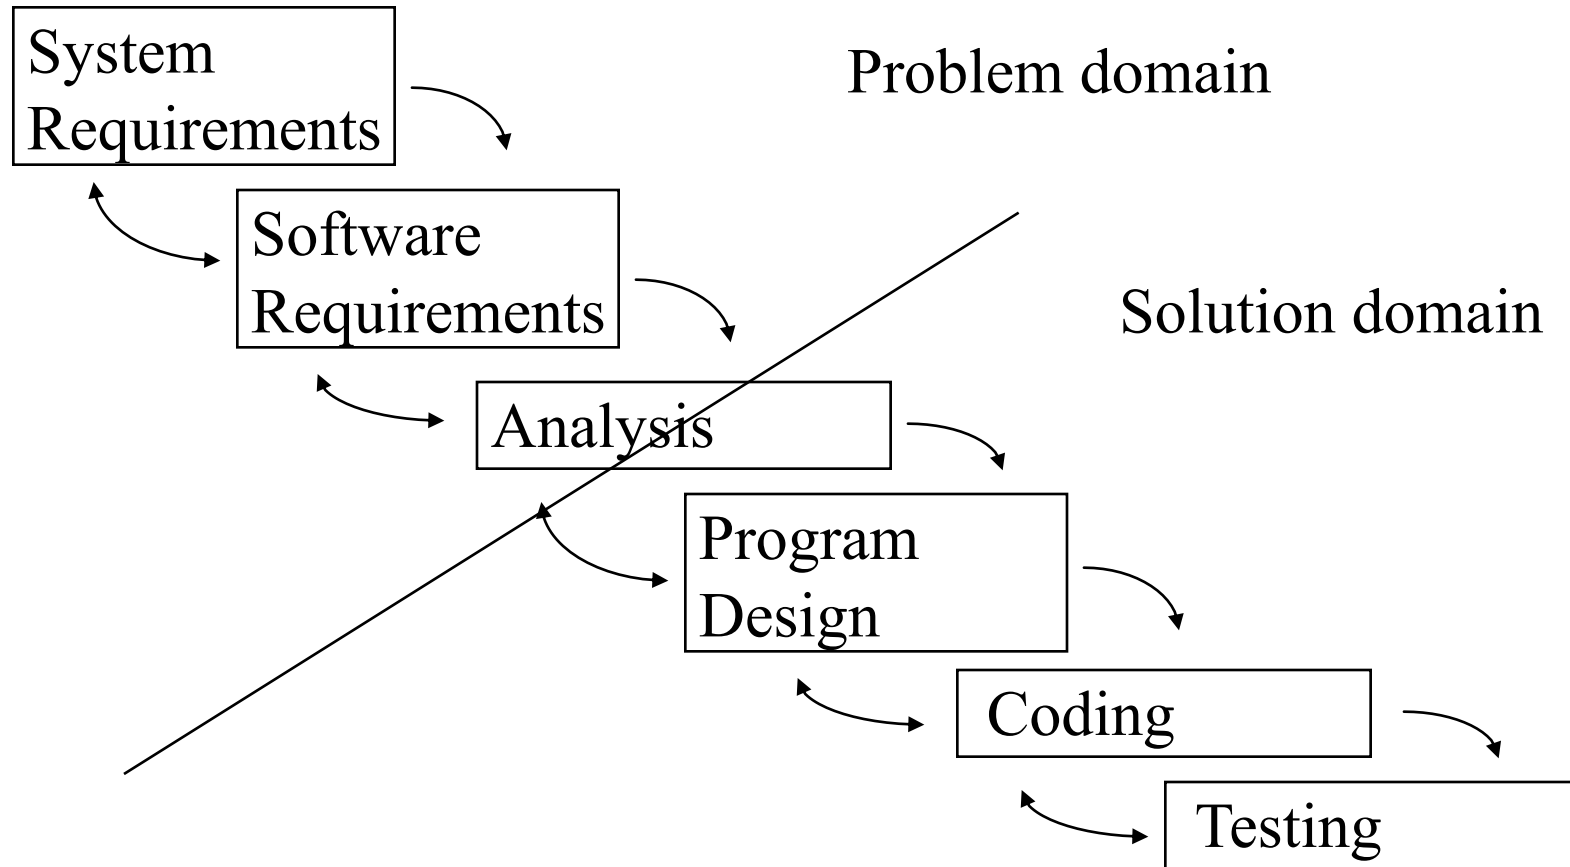 System
Requirements
Problem domain
Software
Requirements
Solution domain
Analysis
Program
Design
Coding
Testing